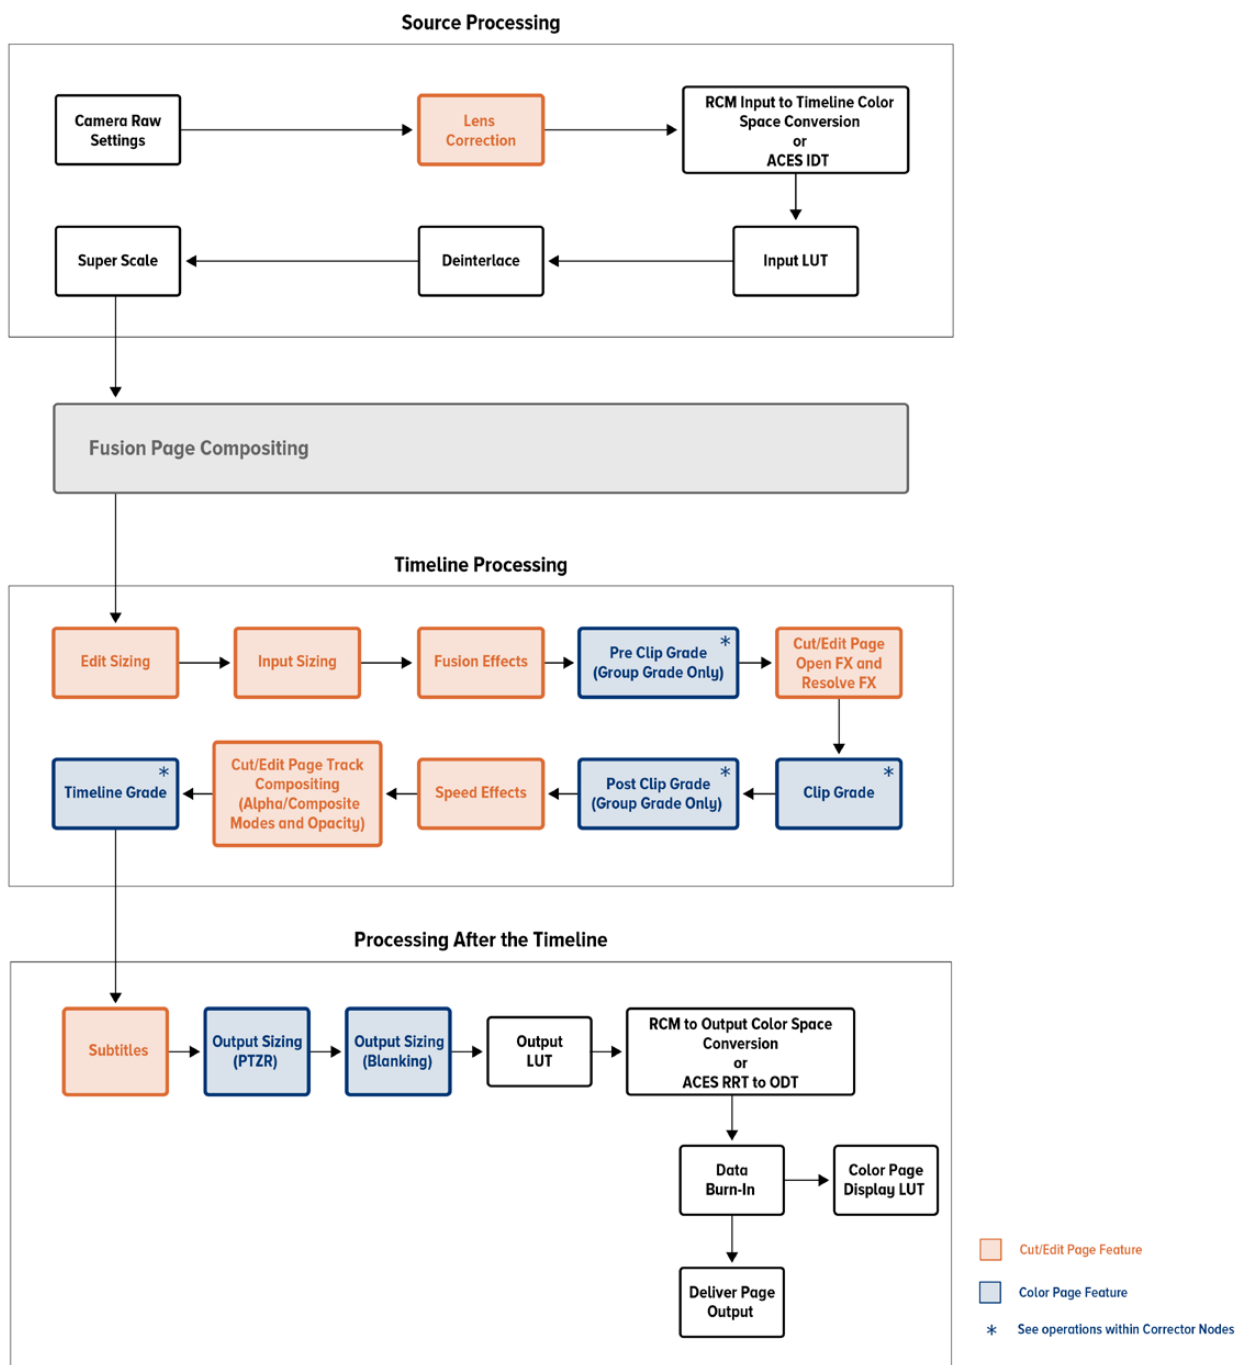 Source Processing
Camera Raw
Settings
Lens
Correction
RCM Input to Timeline Color
Space Conversion
or
ACES IDT
Super Scale
Deinterlace
Input LUT
Fusion Page Compositing
Timeline Processing
Edit Sizing
Input Sizing
Fusion Effects
Pre Clip Grade
(Group Grade Only)
*
Cut/Edit Page
Open FX and
Resolve FX
Timeline Grade
*
Cut/Edit Page Track
Compositing
(Alpha/Composite
Modes and Opacity)
Speed Effects
Post Clip Grade
(Group Grade Only)
*
Clip Grade
*
Processing After the Timeline
Subtitles
Output Sizing
(PTZR)
Output Sizing
(Blanking)
Output
LUT
RCM to Output Color Space
Conversion
or
ACES RRT to ODT
Data
Burn-In
Color Page
Display LUT
Deliver Page
Output
Cut/Edit Page Feature
Color Page Feature
* See operations within Corrector Nodes